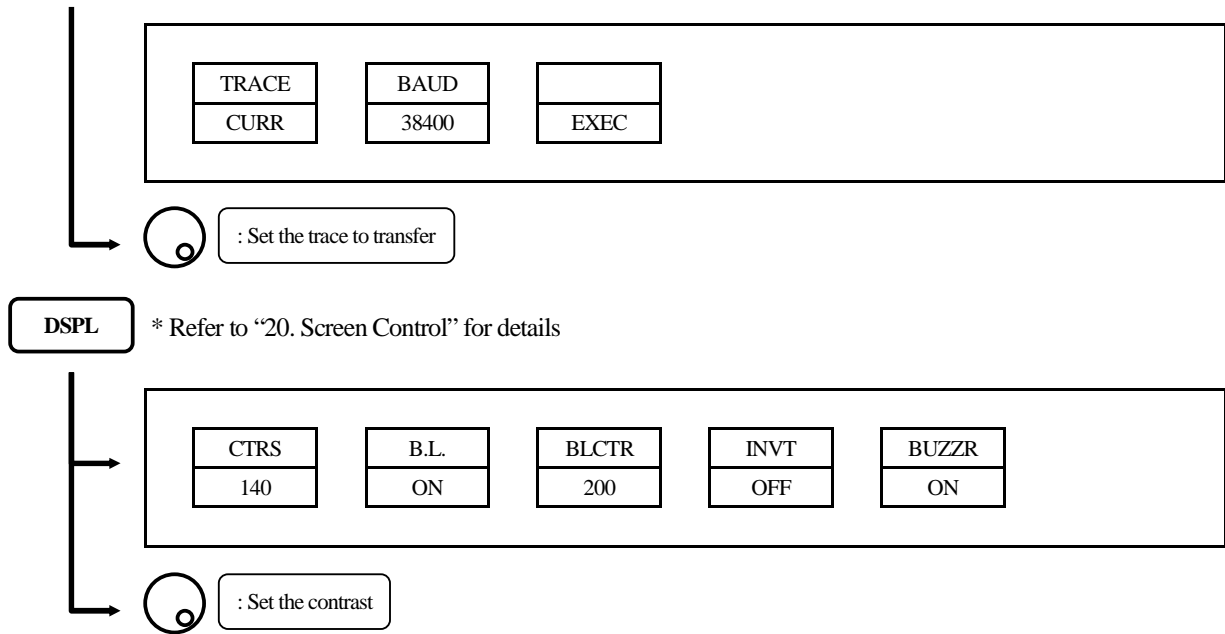 TRACE BAUD
CURR 38400 EXEC
: Set the trace to transfer
DSPL * Refer to “20. Screen Control” for details
CTRS B.L. BLCTR INVT BUZZR
140 ON 200 OFF ON
: Set the contrast